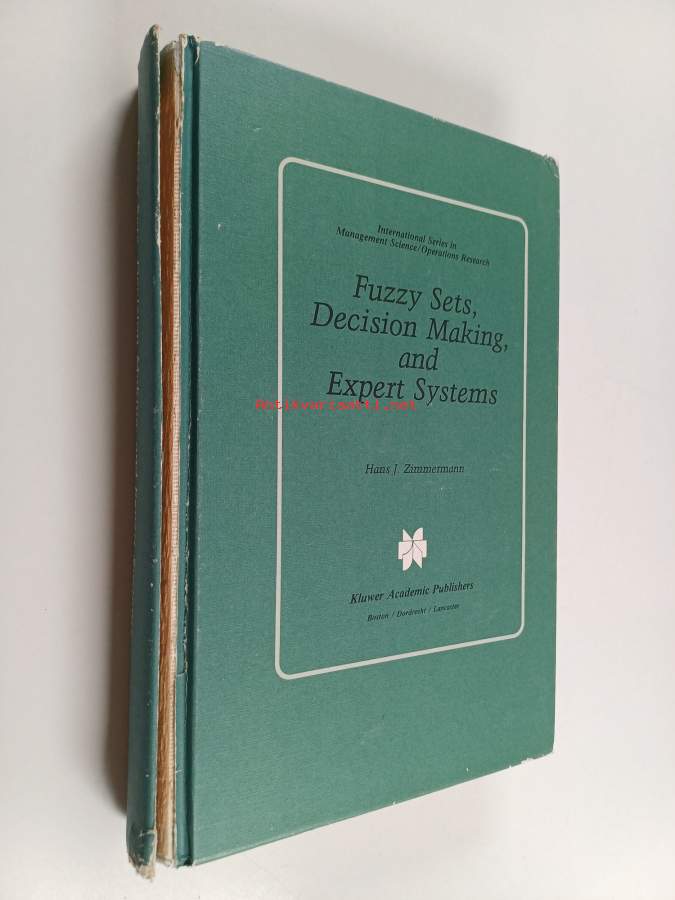 International Series in
Management Science/Operations Research
Fuzzy Sets,
Decision Making,
and
Expert Systems
Antikvariaatti.net
Hans J. Zimmermann
Kluwer Academic Publishers
Boston / Dordrecht / Lancaster